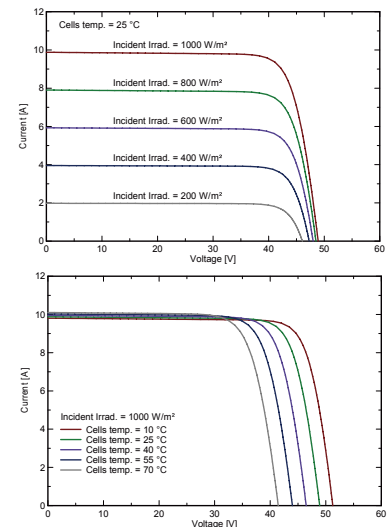 12
Cells temp. = 25 °C
10
Incident Irrad. = 1000 W/m²
8
Incident Irrad. = 800 W/m²
6
Incident Irrad. = 600 W/m²
Current [A]
4
Incident Irrad. = 400 W/m²
2
Incident Irrad. = 200 W/m²
0
0 10 20 30 40 50 60
Voltage [V]
12
10
8
6
Current [A]
4
Incident Irrad. = 1000 W/m²
Cells temp. = 10 °C
Cells temp. = 25 °C
2
Cells temp. = 40 °C
Cells temp. = 55 °C
Cells temp. = 70 °C
0
0 10 20 30 40 50 60
Voltage [V]